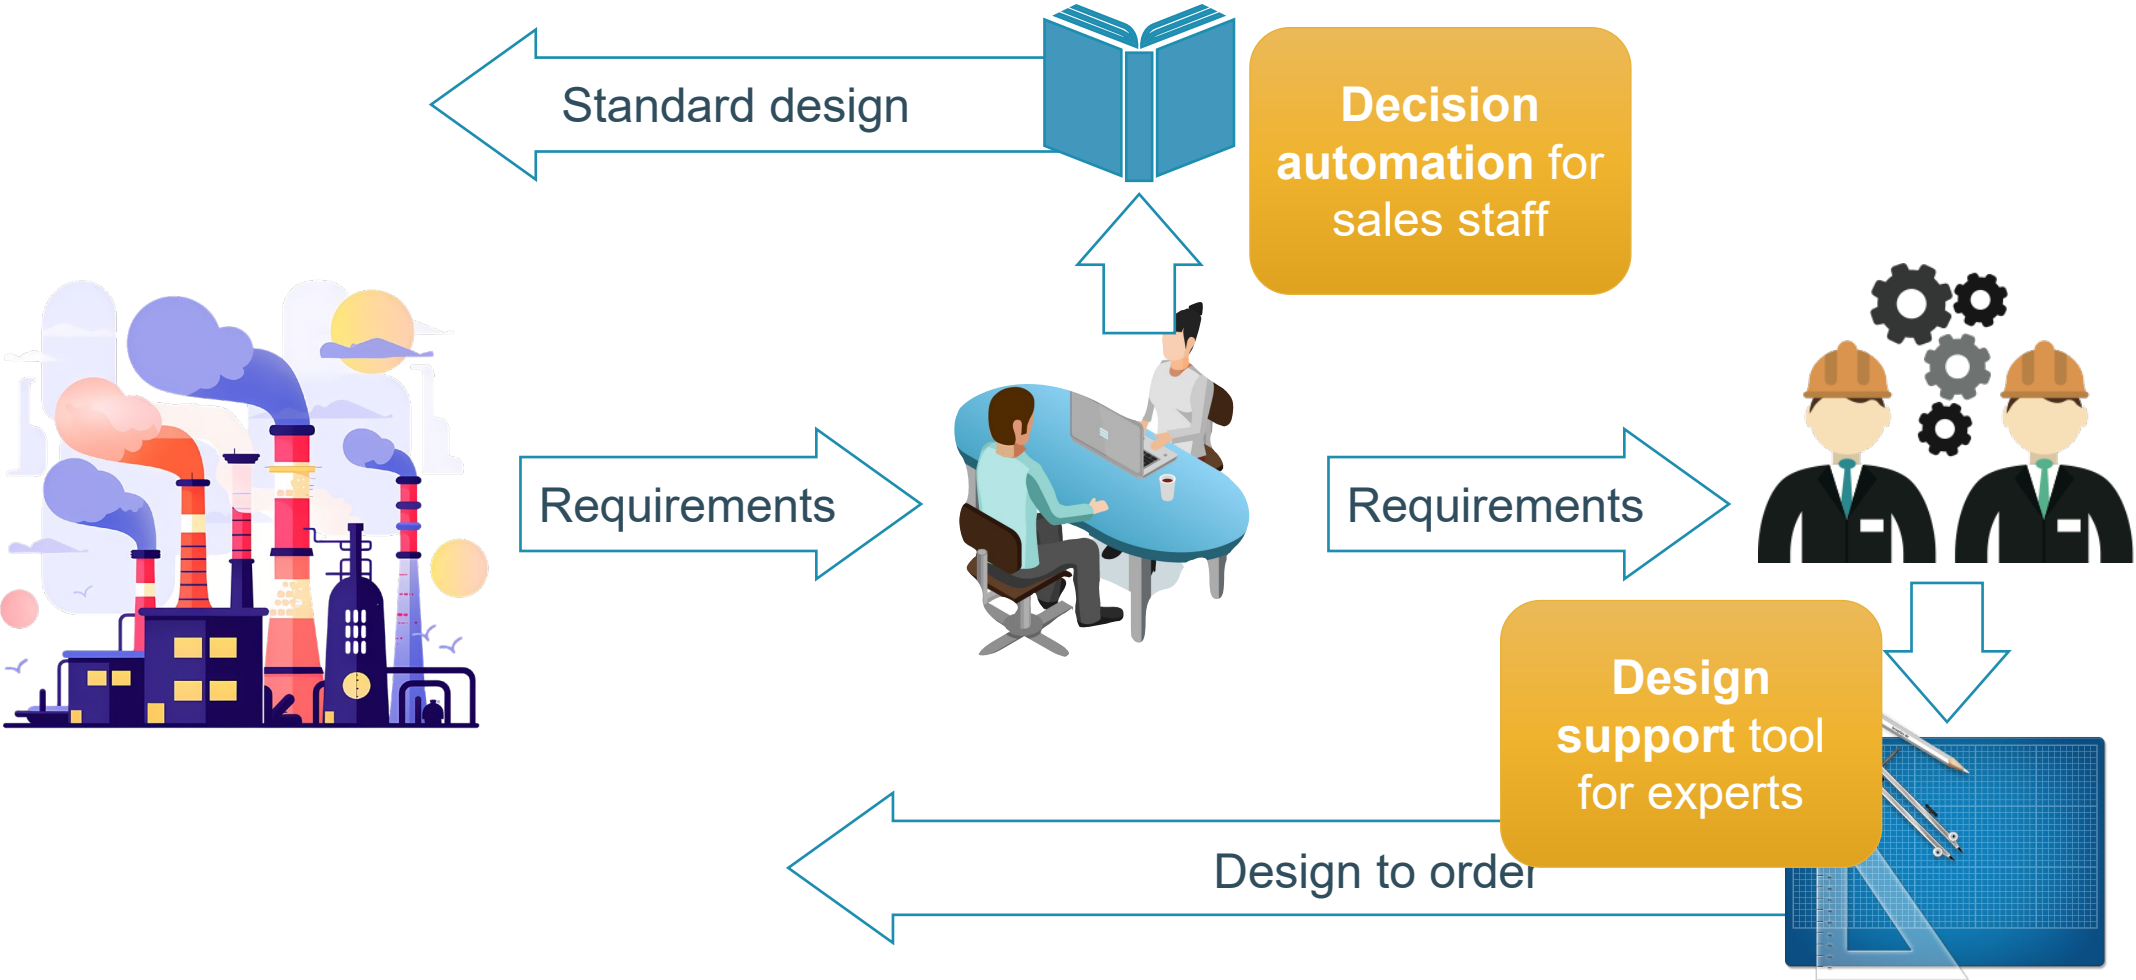 Standard design
Decision
automation for
sales staff
Requirements
Requirements
Design
support tool
for experts
Design to order